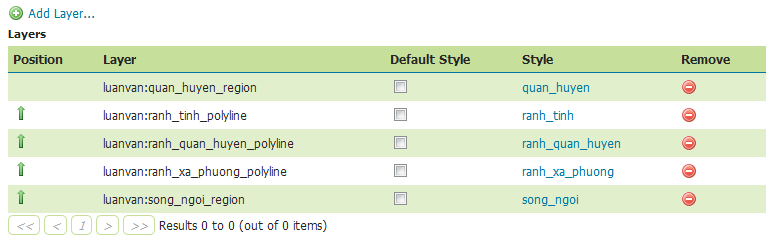 Add Layer...
Layers
Position Layer Default Style Style Remove
luanvan:quan_huyen_region quan_huyen
luanvan:ranh_tinh_polyline ranh_tinh
luanvan:ranh_quan_huyen_polyline ranh_quan_huyen
luanvan:ranh_xa_phuong_polyline ranh_xa_phuong
luanvan:song_ngoi_region song_ngoi
<< < 1 > >> Results 0 to 0 (out of 0 items)